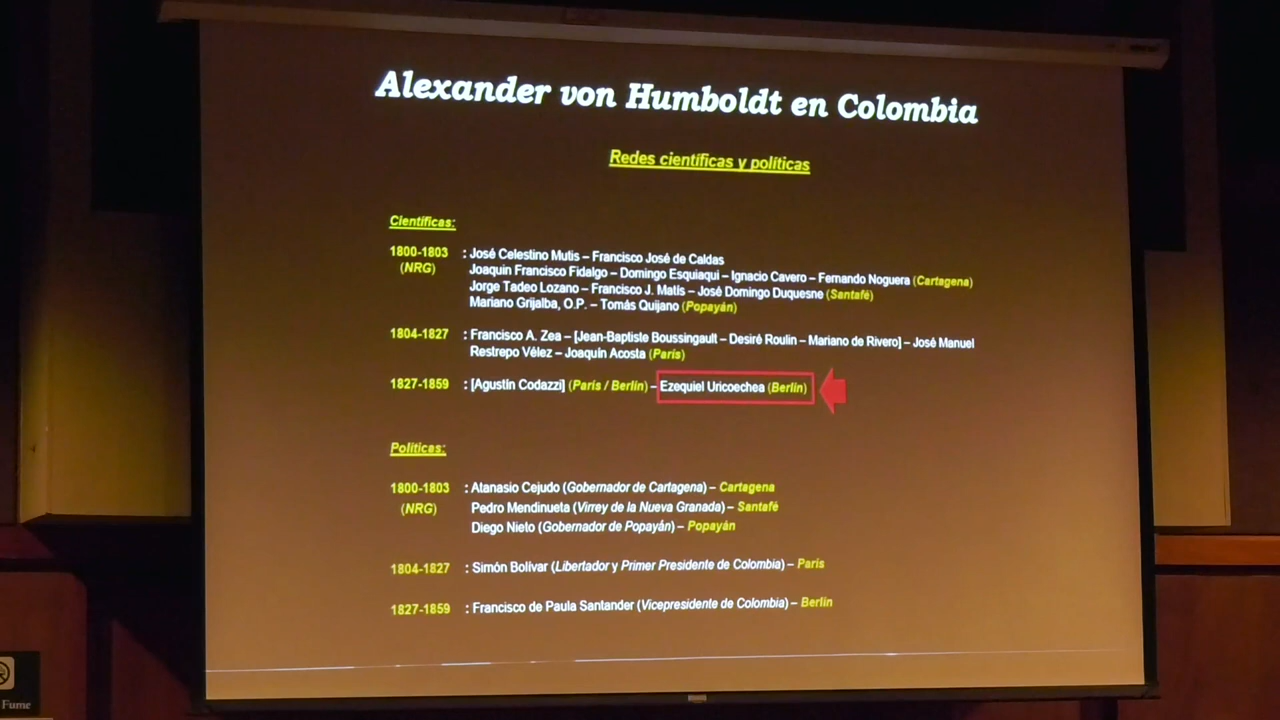 Alexander von Humboldt en Colombia
Redes científicas y políticas
Científicas:
1800-1803 : José Celestino Mutis – Francisco José de Caldas
(NRG) Joaquin Francisco Fidalgo – Domingo Esquiaqui – Ignacio Cavero – Fernando Noguera (Cartagena)
Jorge Tadeo Lozano – Francisco J. Matís – José Domingo Duquesne (Santafé)
Mariano Grijalba, O.P. – Tomás Quijano (Popayán)
1804-1827 : Francisco A. Zea – [Jean-Baptiste Boussingault – Desiré Roulin – Mariano de Rivero] – José Manuel
Restrepo Vélez – Joaquín Acosta (París)
1827-1859 : [Agustín Codazzi] (París / Berlín) – Ezequiel Uricoechea (Berlín)
Políticas:
1800-1803 : Atanasio Cejudo (Gobernador de Cartagena) – Cartagena
(NRG) Pedro Mendinueta (Virrey de la Nueva Granada) – Santafé
Diego Nieto (Gobernador de Popayán) – Popayán
1804-1827 : Simón Bolívar (Libertador y Primer Presidente de Colombia) – París
1827-1859 : Francisco de Paula Santander (Vicepresidente de Colombia) – Berlín
Fume